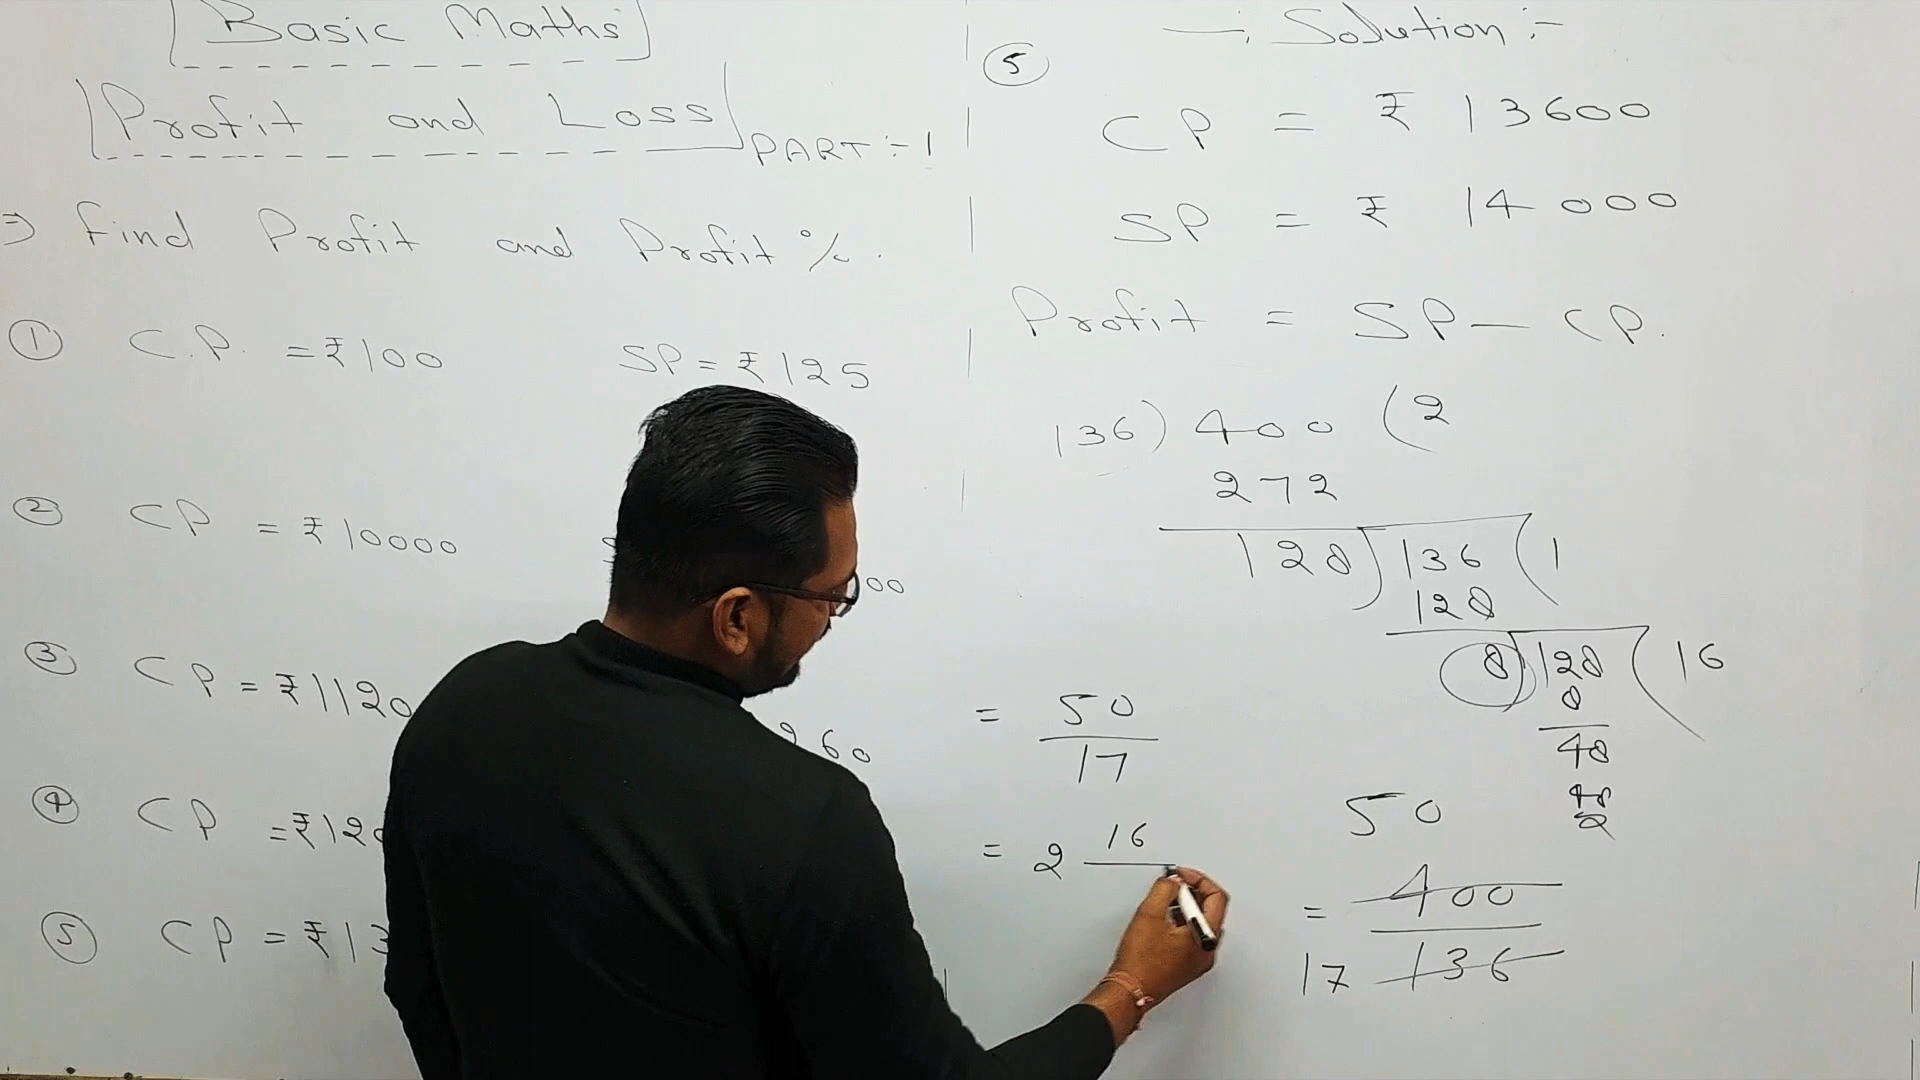 Basic Maths
Profit and Loss PART :- 1
⇒ Find Profit and Profit %.
① C.P. = ₹100 SP = ₹125
② CP = ₹10000
00
③ CP = ₹1120
260
④ CP = ₹120
⑤ CP = ₹13
—: Solution :-
⑤
CP = ₹ 13600
SP = ₹ 14000
Profit = SP - CP.
136) 400 (2
272
128) 136 (1
128
8) 128 (16
8
48
= 50
17
= 2 16
50
= 400
17 136